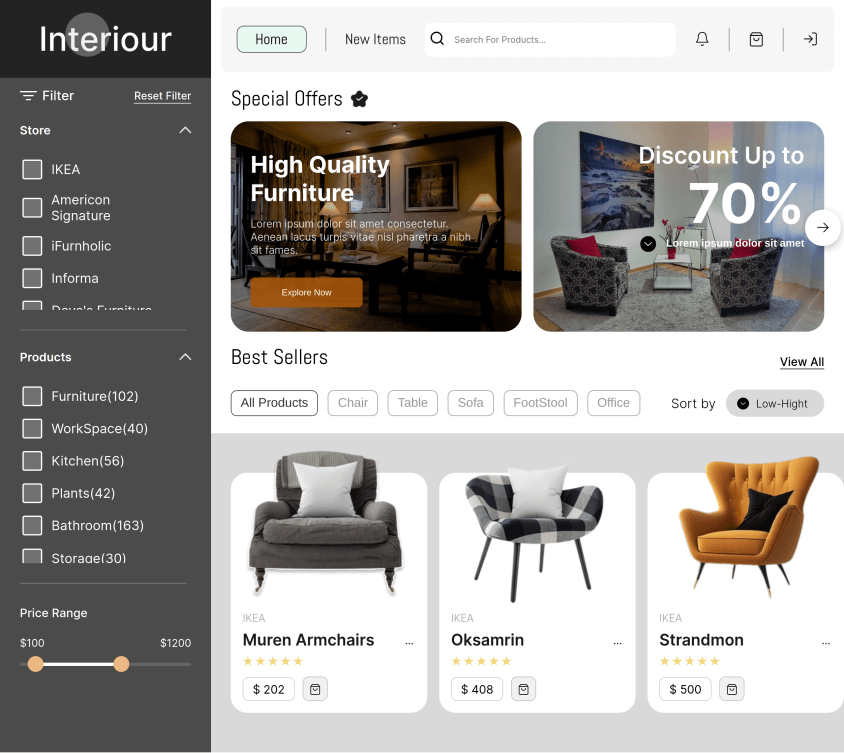 Interiour
Filter
Reset Filter
Store
IKEA
Americon
Signature
iFurnholic
Informa
Dove's Furniture
Products
Furniture(102)
WorkSpace(40)
Kitchen(56)
Plants(42)
Bathroom(163)
Storage(30)
Price Range
$100
$1200
Home
New Items
Search For Products...
Special Offers
High Quality
Furniture
Lorem ipsum dolor sit amet consectetur.
Aenean lacus turpis vitae nisl pharetra a nibh
sit fames.
Explore Now
Discount Up to
70%
Lorem ipsum dolor sit amet
Best Sellers
View All
All Products
Chair
Table
Sofa
FootStool
Office
Sort by
Low-Hight
IKEA
Muren Armchairs
...
$ 202
IKEA
Oksamrin
...
$ 408
IKEA
Strandmon
...
$ 500